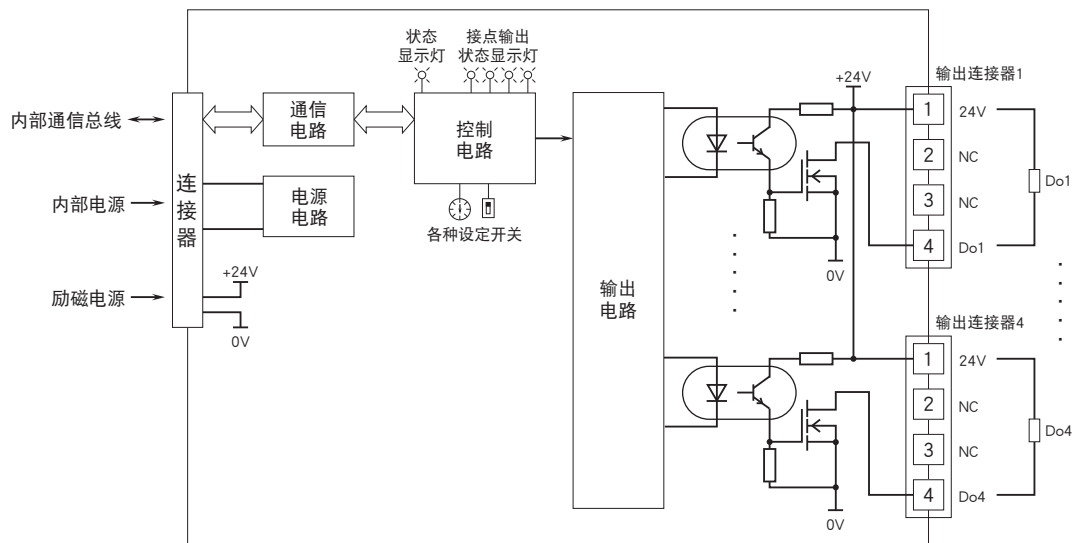 状态
显示灯
接点输出
状态显示灯
内部通信总线
通信
电路
控制
电路
连接器
内部电源
电源
电路
各种设定开关
励磁电源
+24V
0V
输出
电路
+24V
0V
输出连接器1
1 24V
2 NC
3 NC
4 Do1
Do1
0V
输出连接器4
1 24V
2 NC
3 NC
4 Do4
Do4